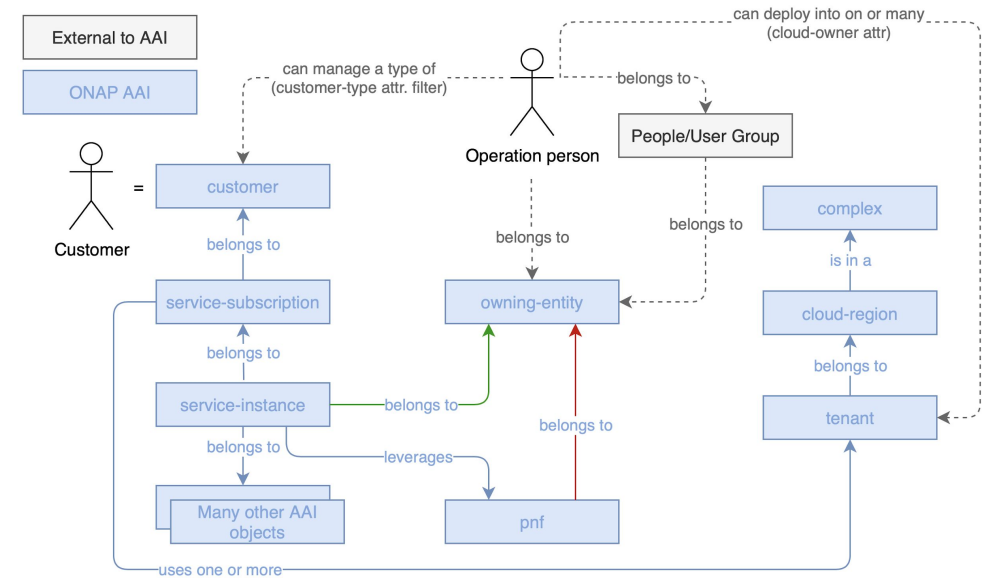 External to AAI
ONAP AAI
can deploy into on or many
(cloud-owner attr)
can manage a type of
(customer-type attr. filter)
belongs to
People/User Group
Operation person
=
customer
Customer
complex
belongs to
belongs to
belongs to
is in a
service-subscription
owning-entity
cloud-region
belongs to
belongs to
service-instance
belongs to
tenant
belongs to
belongs to
leverages
Many other AAI
objects
pnf
uses one or more